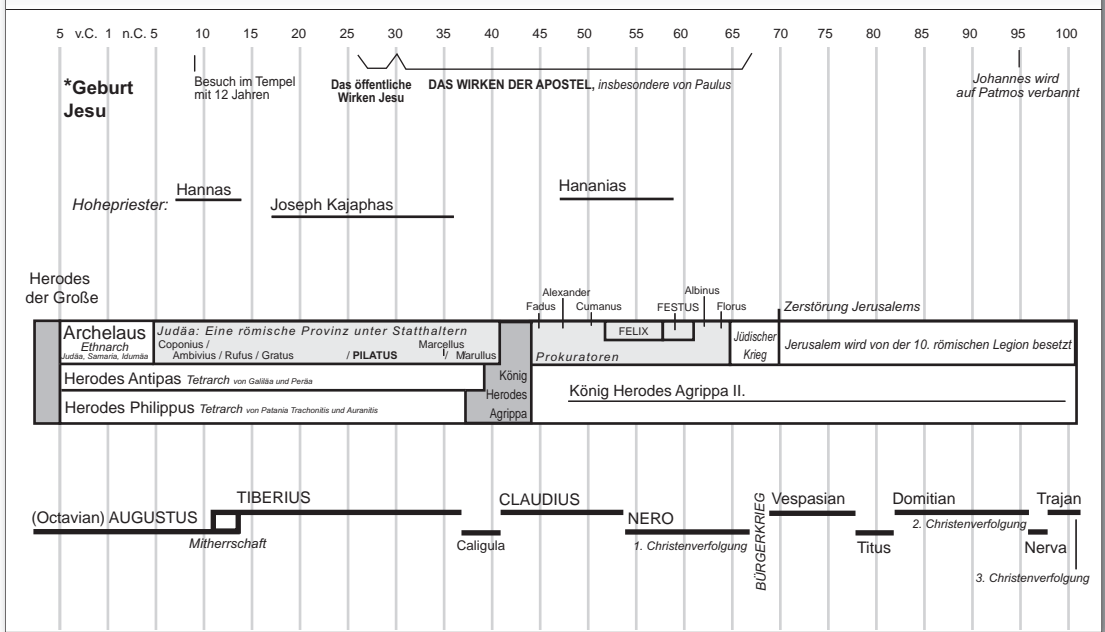 5 v.C. 1 n.C. 5 10 15 20 25 30 35 40 45 50 55 60 65 70 75 80 85 90 95 100
*Geburt
Jesu
Besuch im Tempel
mit 12 Jahren
Das öffentliche
Wirken Jesu
DAS WIRKEN DER APOSTEL, insbesondere von Paulus
Johannes wird
auf Patmos verbannt
Hohepriester:
Hannas
Joseph Kajaphas
Hananias
Herodes
der Große
Alexander
Albinus
Fadus
Cumanus
FESTUS
Florus
Zerstörung Jerusalems
Archelaus
Ethnarch
Judäa, Samaria, Idumäa
Judäa: Eine römische Provinz unter Statthaltern
Coponius /
Marcellus
Ambivius / Rufus / Gratus / PILATUS / Marullus
FELIX
Prokuratoren
Jüdischer
Krieg
Jerusalem wird von der 10. römischen Legion besetzt
Herodes Antipas Tetrarch von Galiläa und Peräa
Herodes Philippus Tetrarch von Patania Trachonitis und Auranitis
König
Herodes
Agrippa
König Herodes Agrippa II.
(Octavian) AUGUSTUS
TIBERIUS
Mitherrschaft
Caligula
CLAUDIUS
NERO
1. Christenverfolgung
BÜRGERKRIEG
Vespasian
Titus
Domitian
2. Christenverfolgung
Trajan
Nerva
3. Christenverfolgung